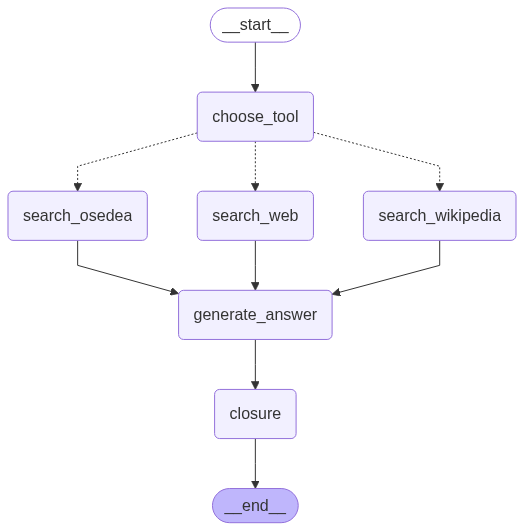 __start__
choose_tool
search_osedea
search_web
search_wikipedia
generate_answer
closure
__end__